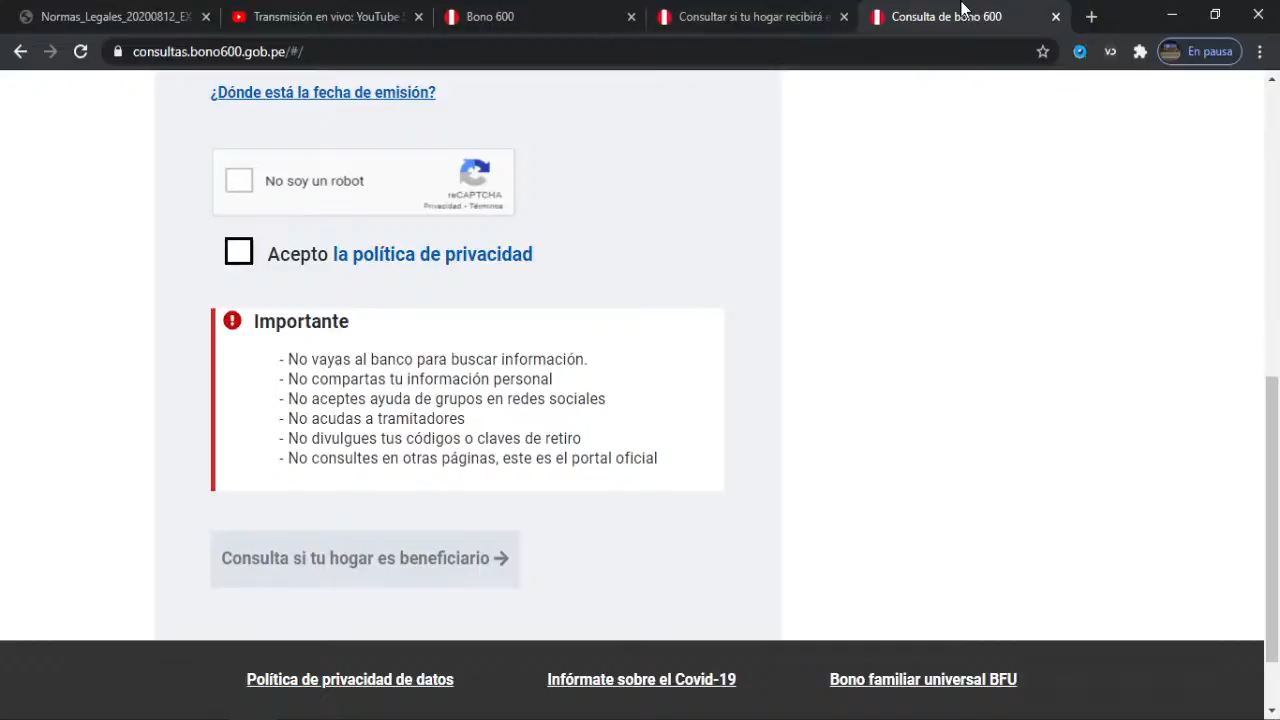 Normas_Legales_20200812_EX
Transmisión en vivo: YouTube S
Bono 600
Consultar si tu hogar recibirá e
Consulta de bono 600
consultas.bono600.gob.pe/#/
En pausa
¿Dónde está la fecha de emisión?
No soy un robot
reCAPTCHA
Privacidad - Términos
Acepto la política de privacidad
Importante
- No vayas al banco para buscar información.
- No compartas tu información personal
- No aceptes ayuda de grupos en redes sociales
- No acudas a tramitadores
- No divulgues tus códigos o claves de retiro
- No consultes en otras páginas, este es el portal oficial
Consulta si tu hogar es beneficiario →
Política de privacidad de datos
Infórmate sobre el Covid-19
Bono familiar universal BFU